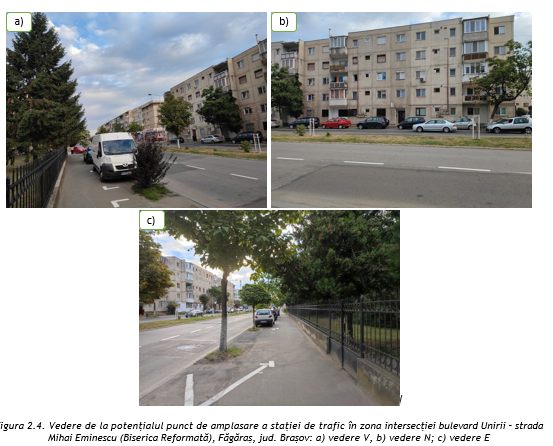 a)
b)
c)
igura 2.4. Vedere de la potențialul punct de amplasare a stației de trafic în zona intersecției bulevard Unirii – strada
Mihai Eminescu (Biserica Reformată), Făgăraș, jud. Brașov: a) vedere V, b) vedere N; c) vedere E